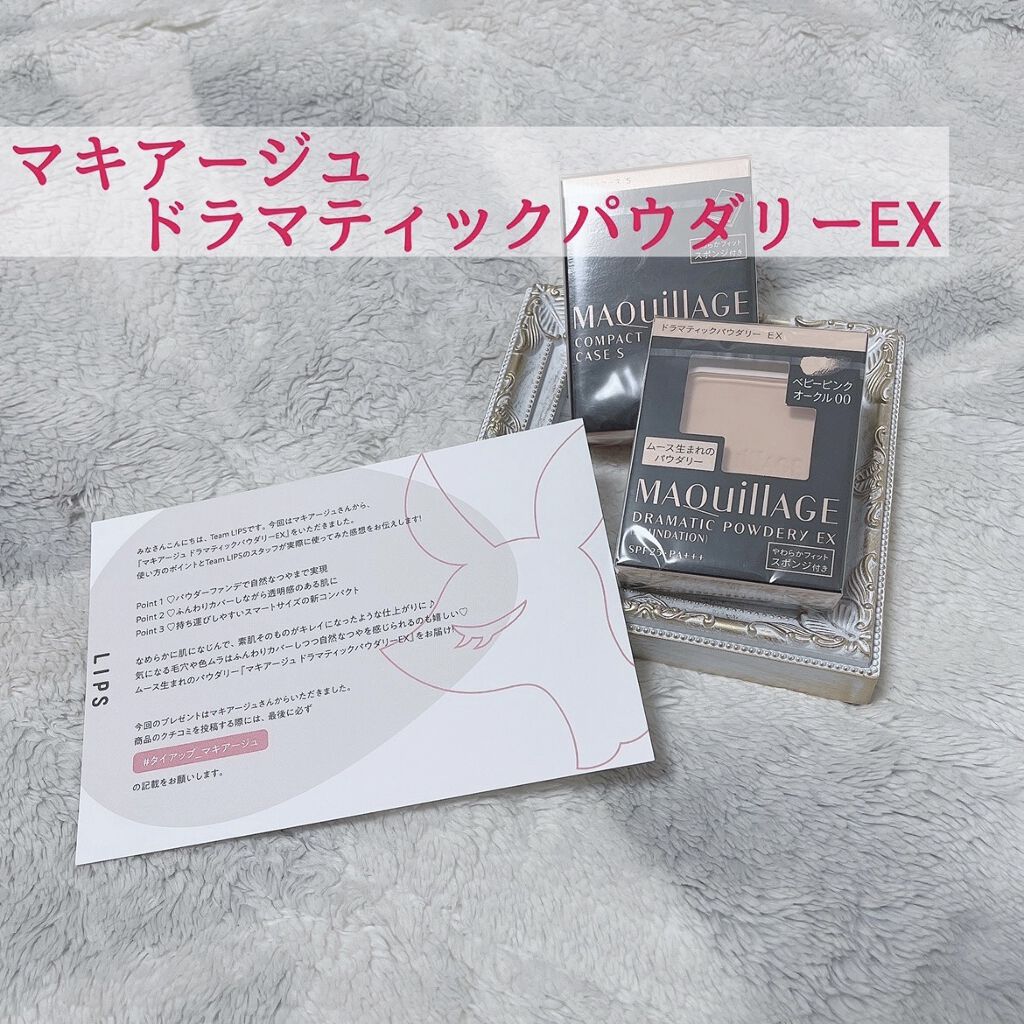 マキアージュ
ドラマティックパウダリーEX
スポンジ付き
MAQuillAGE
COMPACT
CASE S
ドラマティックパウダリー EX
ベビーピンク
オークル00
ムース生まれの
パウダリー
MAQuillAGE
DRAMATIC POWDERY EX
SPF25・PA+++
やわらかフィット
スポンジ付き
みなさんこんにちは、Team LIPSです。今回はマキアージュさんから、
『マキアージュ ドラマティックパウダリーEX』をいただきました。
使い方のポイントとTeam LIPSのスタッフが実際に使ってみた感想をお伝えします!
Point 1 ♡パウダーファンデで自然なつやまで実現
Point 2 ♡ふんわりカバーしながら透明感のある肌に
Point 3 ♡持ち運びしやすいスマートサイズの新コンパクト
なめらかに肌になじんで、素肌そのものがキレイになったような仕上がりに♪
気になる毛穴や色ムラはふんわりカバーしつつ自然なつやを感じられるのも嬉しい♡
ムース生まれのパウダリー『マキアージュ ドラマティックパウダリーEX』をお届け!
LIPS
今回のプレゼントはマキアージュさんからいただきました。
商品のクチコミを投稿する際には、最後に必ず
#タイアップ_マキアージュ
の記載をお願いします。